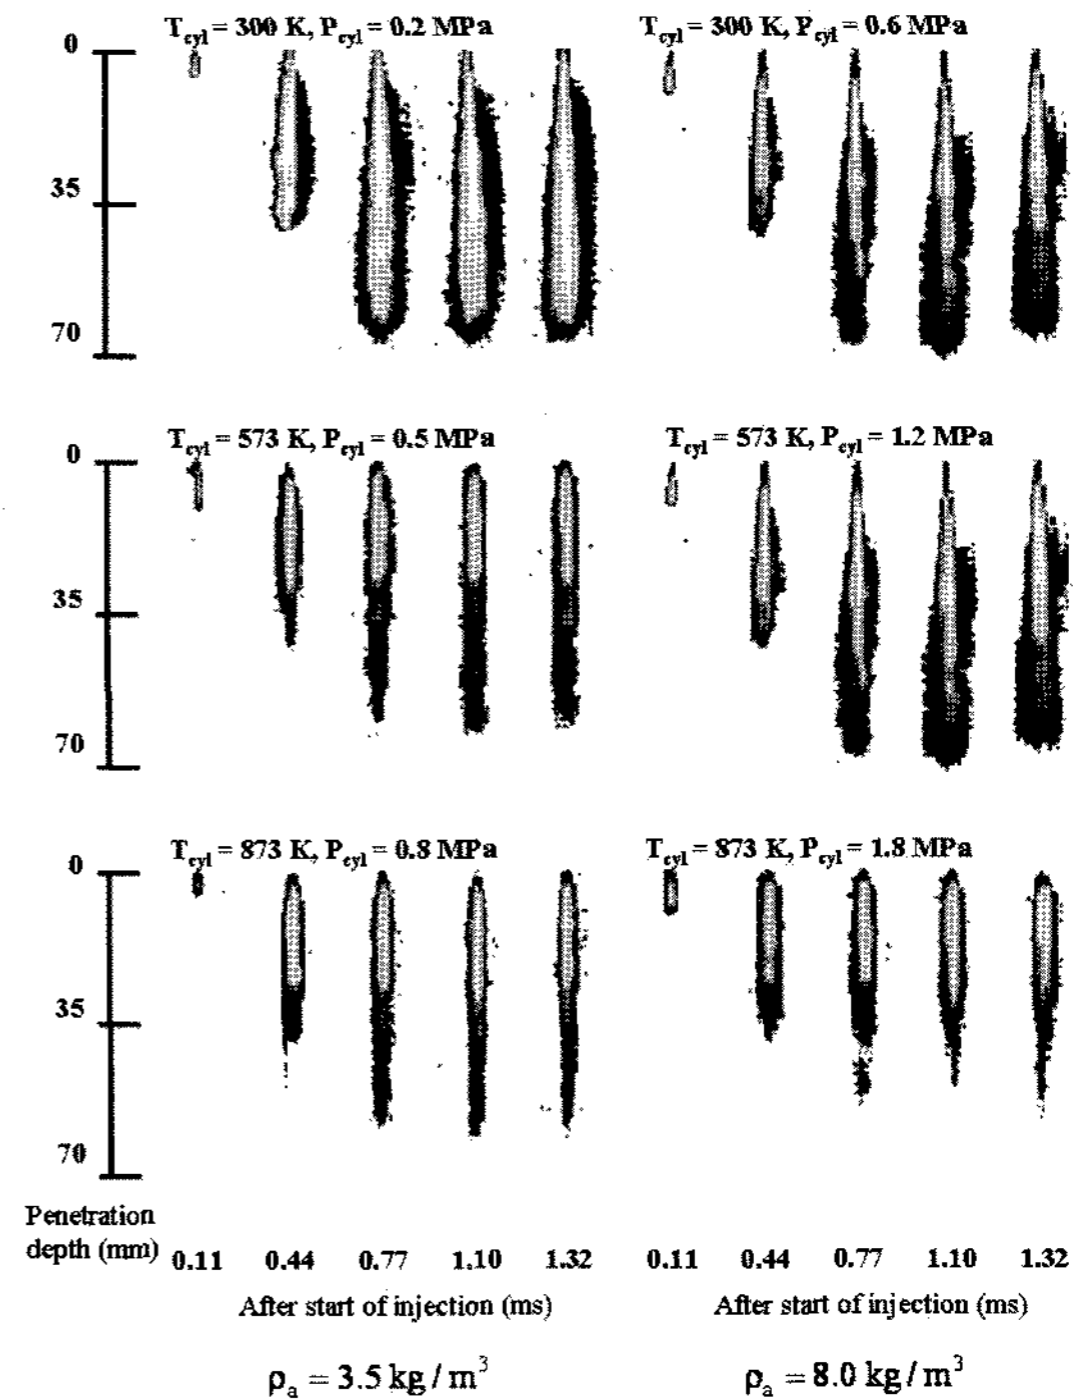 T_cyl = 300 K, P_cyl = 0.2 MPa
T_cyl = 300 K, P_cyl = 0.6 MPa
0
35
70
T_cyl = 573 K, P_cyl = 0.5 MPa
T_cyl = 573 K, P_cyl = 1.2 MPa
0
35
70
T_cyl = 873 K, P_cyl = 0.8 MPa
T_cyl = 873 K, P_cyl = 1.8 MPa
0
35
70
Penetration
depth (mm)
0.11 0.44 0.77 1.10 1.32
0.11 0.44 0.77 1.10 1.32
After start of injection (ms)
After start of injection (ms)
ρ_a = 3.5 kg / m³
ρ_a = 8.0 kg / m³